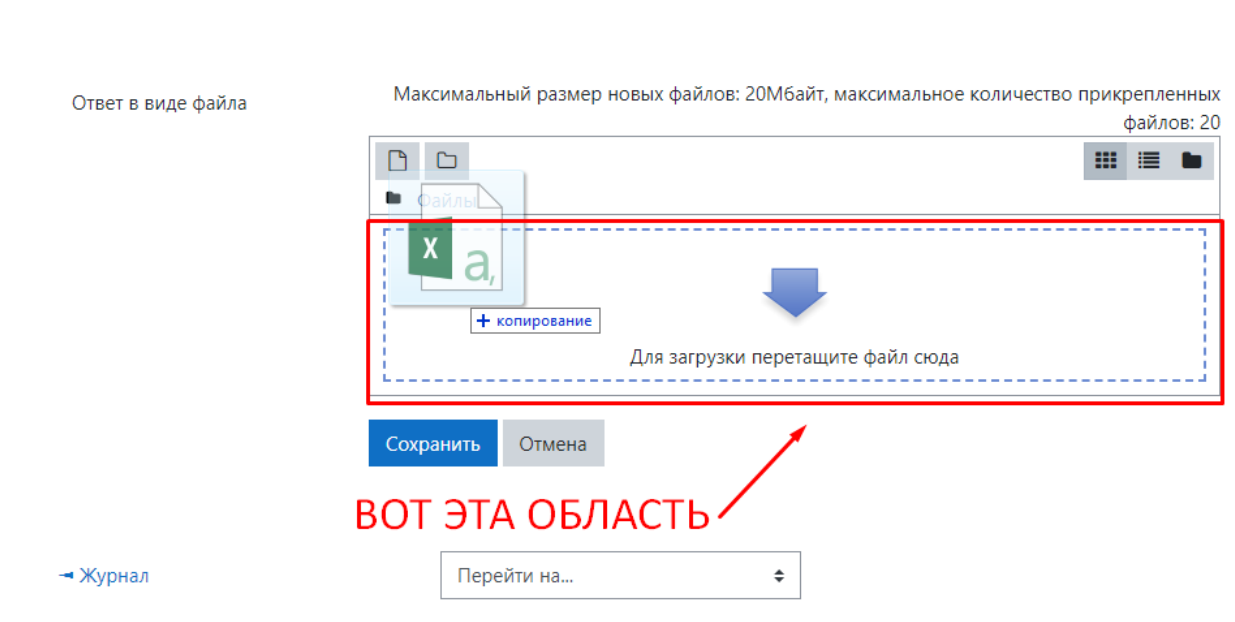 Ответ в виде файла
Максимальный размер новых файлов: 20Мбайт, максимальное количество прикрепленных
файлов: 20
Файлы
X a,
+ копирование
Для загрузки перетащите файл сюда
Сохранить Отмена
ВОТ ЭТА ОБЛАСТЬ
Журнал
Перейти на...